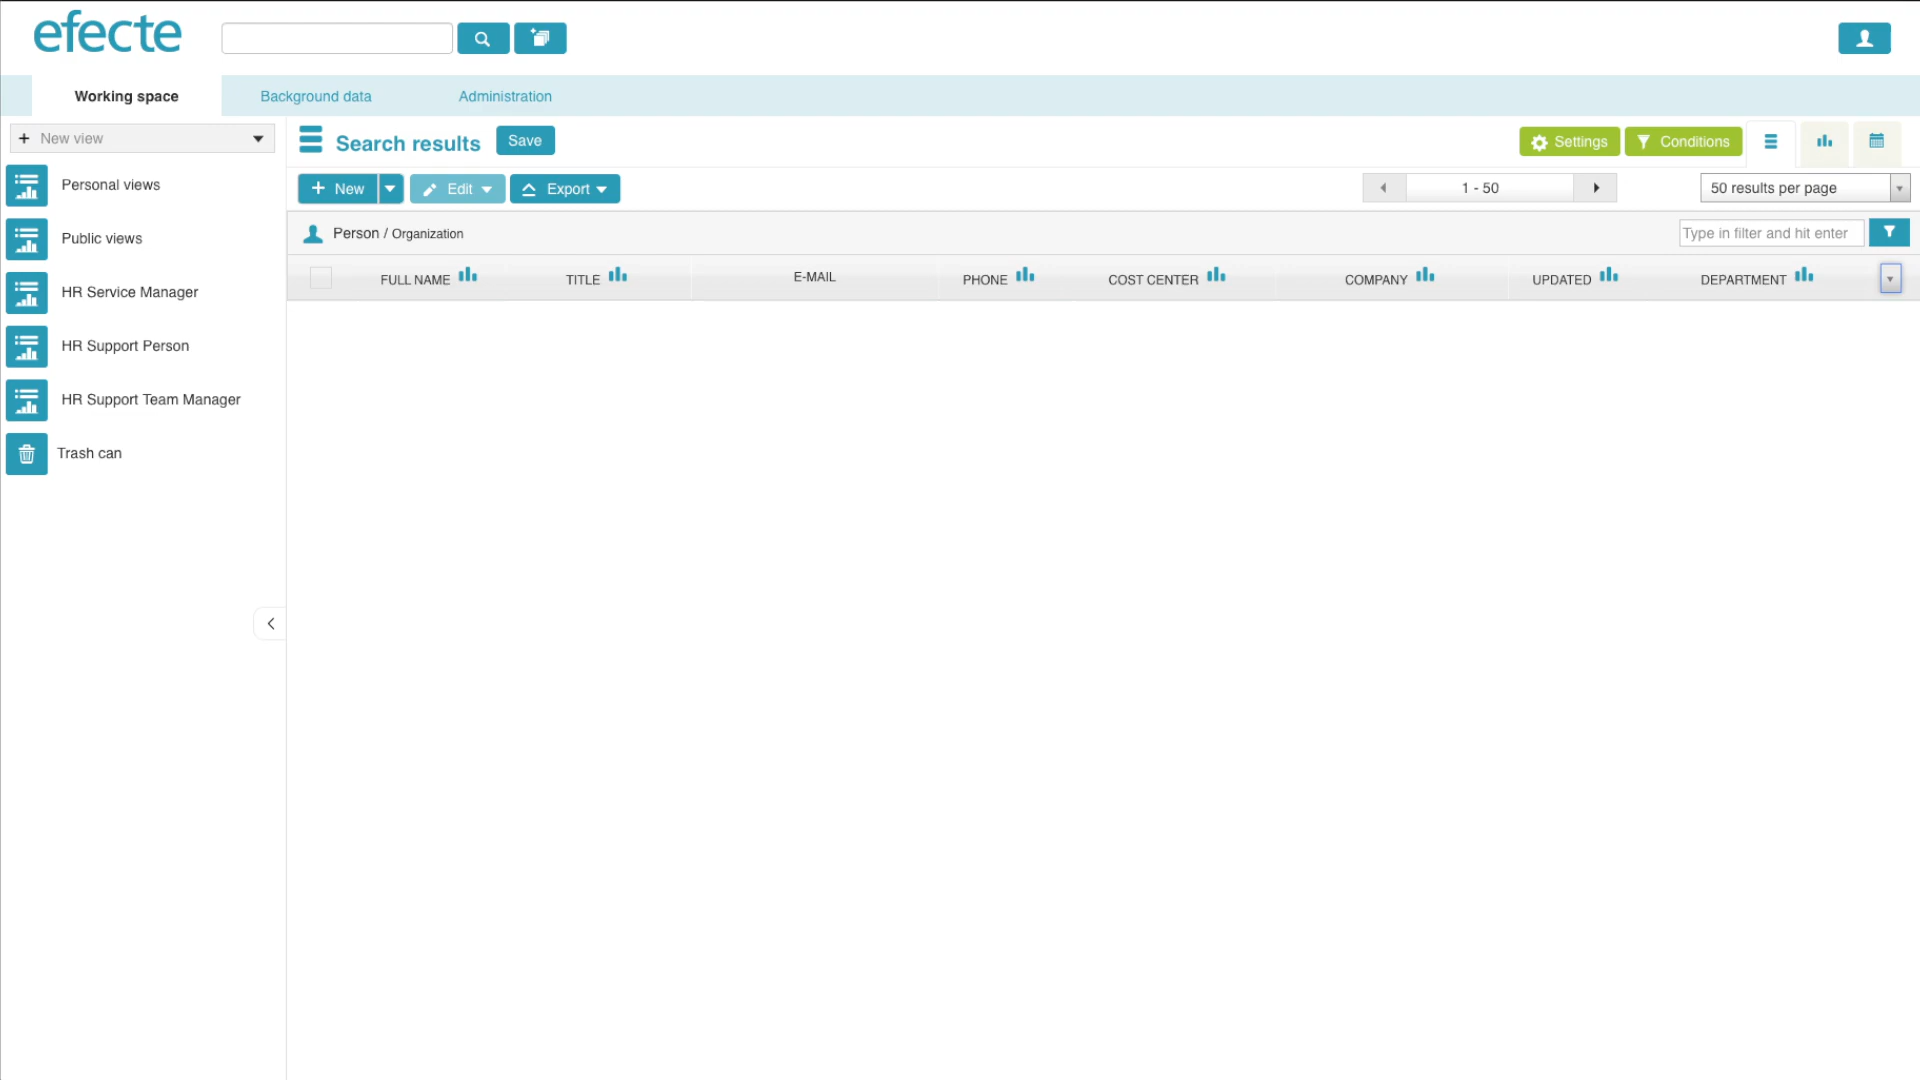 efecte
Working space
Background data
Administration
+ New view
Search results
Save
Settings
Conditions
Personal views
Public views
HR Service Manager
HR Support Person
HR Support Team Manager
Trash can
+ New
Edit
Export
1 - 50
50 results per page
Person / Organization
Type in filter and hit enter
FULL NAME
TITLE
E-MAIL
PHONE
COST CENTER
COMPANY
UPDATED
DEPARTMENT